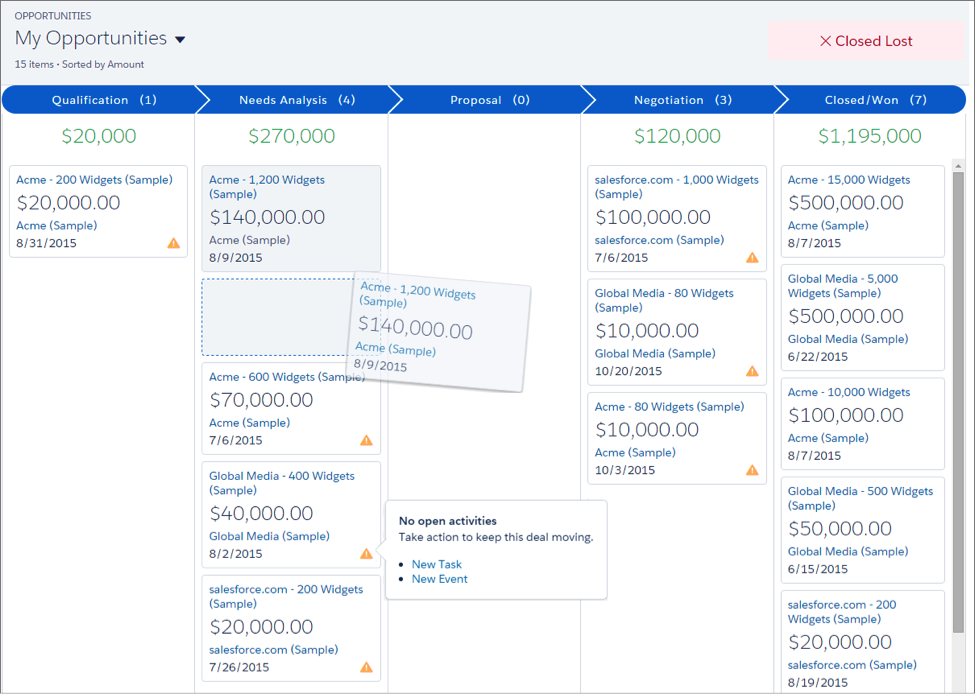 OPPORTUNITIES
My Opportunities
15 items • Sorted by Amount
Closed Lost
Qualification (1)
Needs Analysis (4)
Proposal (0)
Negotiation (3)
Closed/Won (7)
$20,000
$270,000
$120,000
$1,195,000
Acme - 200 Widgets (Sample)
$20,000.00
Acme (Sample)
8/31/2015
Acme - 1,200 Widgets
(Sample)
$140,000.00
Acme (Sample)
8/9/2015
Acme - 1,200 Widgets
(Sample)
$140,000.00
Acme (Sample)
8/9/2015
Acme - 600 Widgets (Sample)
$70,000.00
Acme (Sample)
7/6/2015
Global Media - 400 Widgets
(Sample)
$40,000.00
Global Media (Sample)
8/2/2015
No open activities
Take action to keep this deal moving.
• New Task
• New Event
salesforce.com - 200 Widgets
(Sample)
$20,000.00
salesforce.com (Sample)
7/26/2015
salesforce.com - 1,000 Widgets
(Sample)
$100,000.00
salesforce.com (Sample)
7/6/2015
Global Media - 80 Widgets
(Sample)
$10,000.00
Global Media (Sample)
10/20/2015
Acme - 80 Widgets (Sample)
$10,000.00
Acme (Sample)
10/3/2015
Acme - 15,000 Widgets
$500,000.00
Acme (Sample)
8/7/2015
Global Media - 5,000
Widgets (Sample)
$500,000.00
Global Media (Sample)
6/22/2015
Acme - 10,000 Widgets
$100,000.00
Acme (Sample)
8/7/2015
Global Media - 500 Widgets
(Sample)
$50,000.00
Global Media (Sample)
6/15/2015
salesforce.com - 200
Widgets (Sample)
$20,000.00
salesforce.com (Sample)
8/19/2015